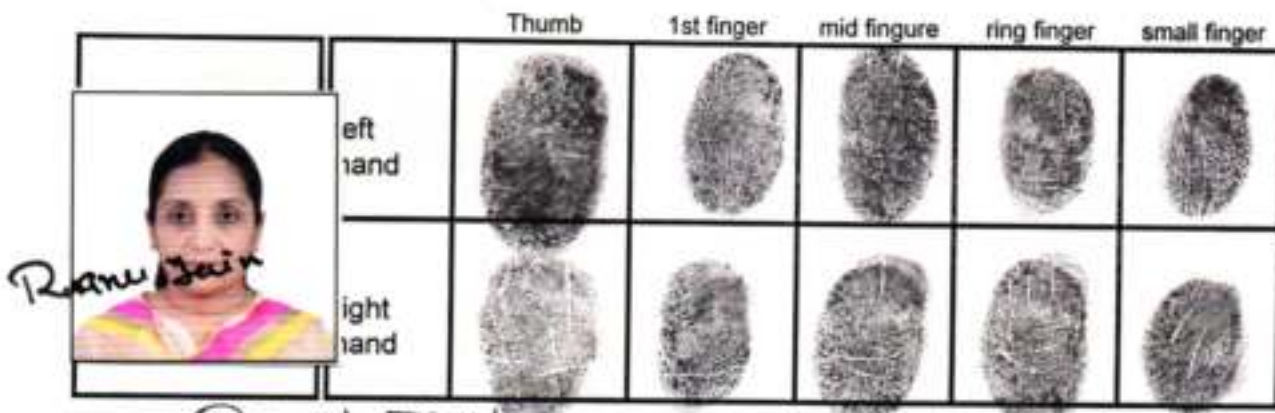 Thumb 1st finger mid fingure ring finger small finger
eft
hand
Ranu Jain
ight
hand